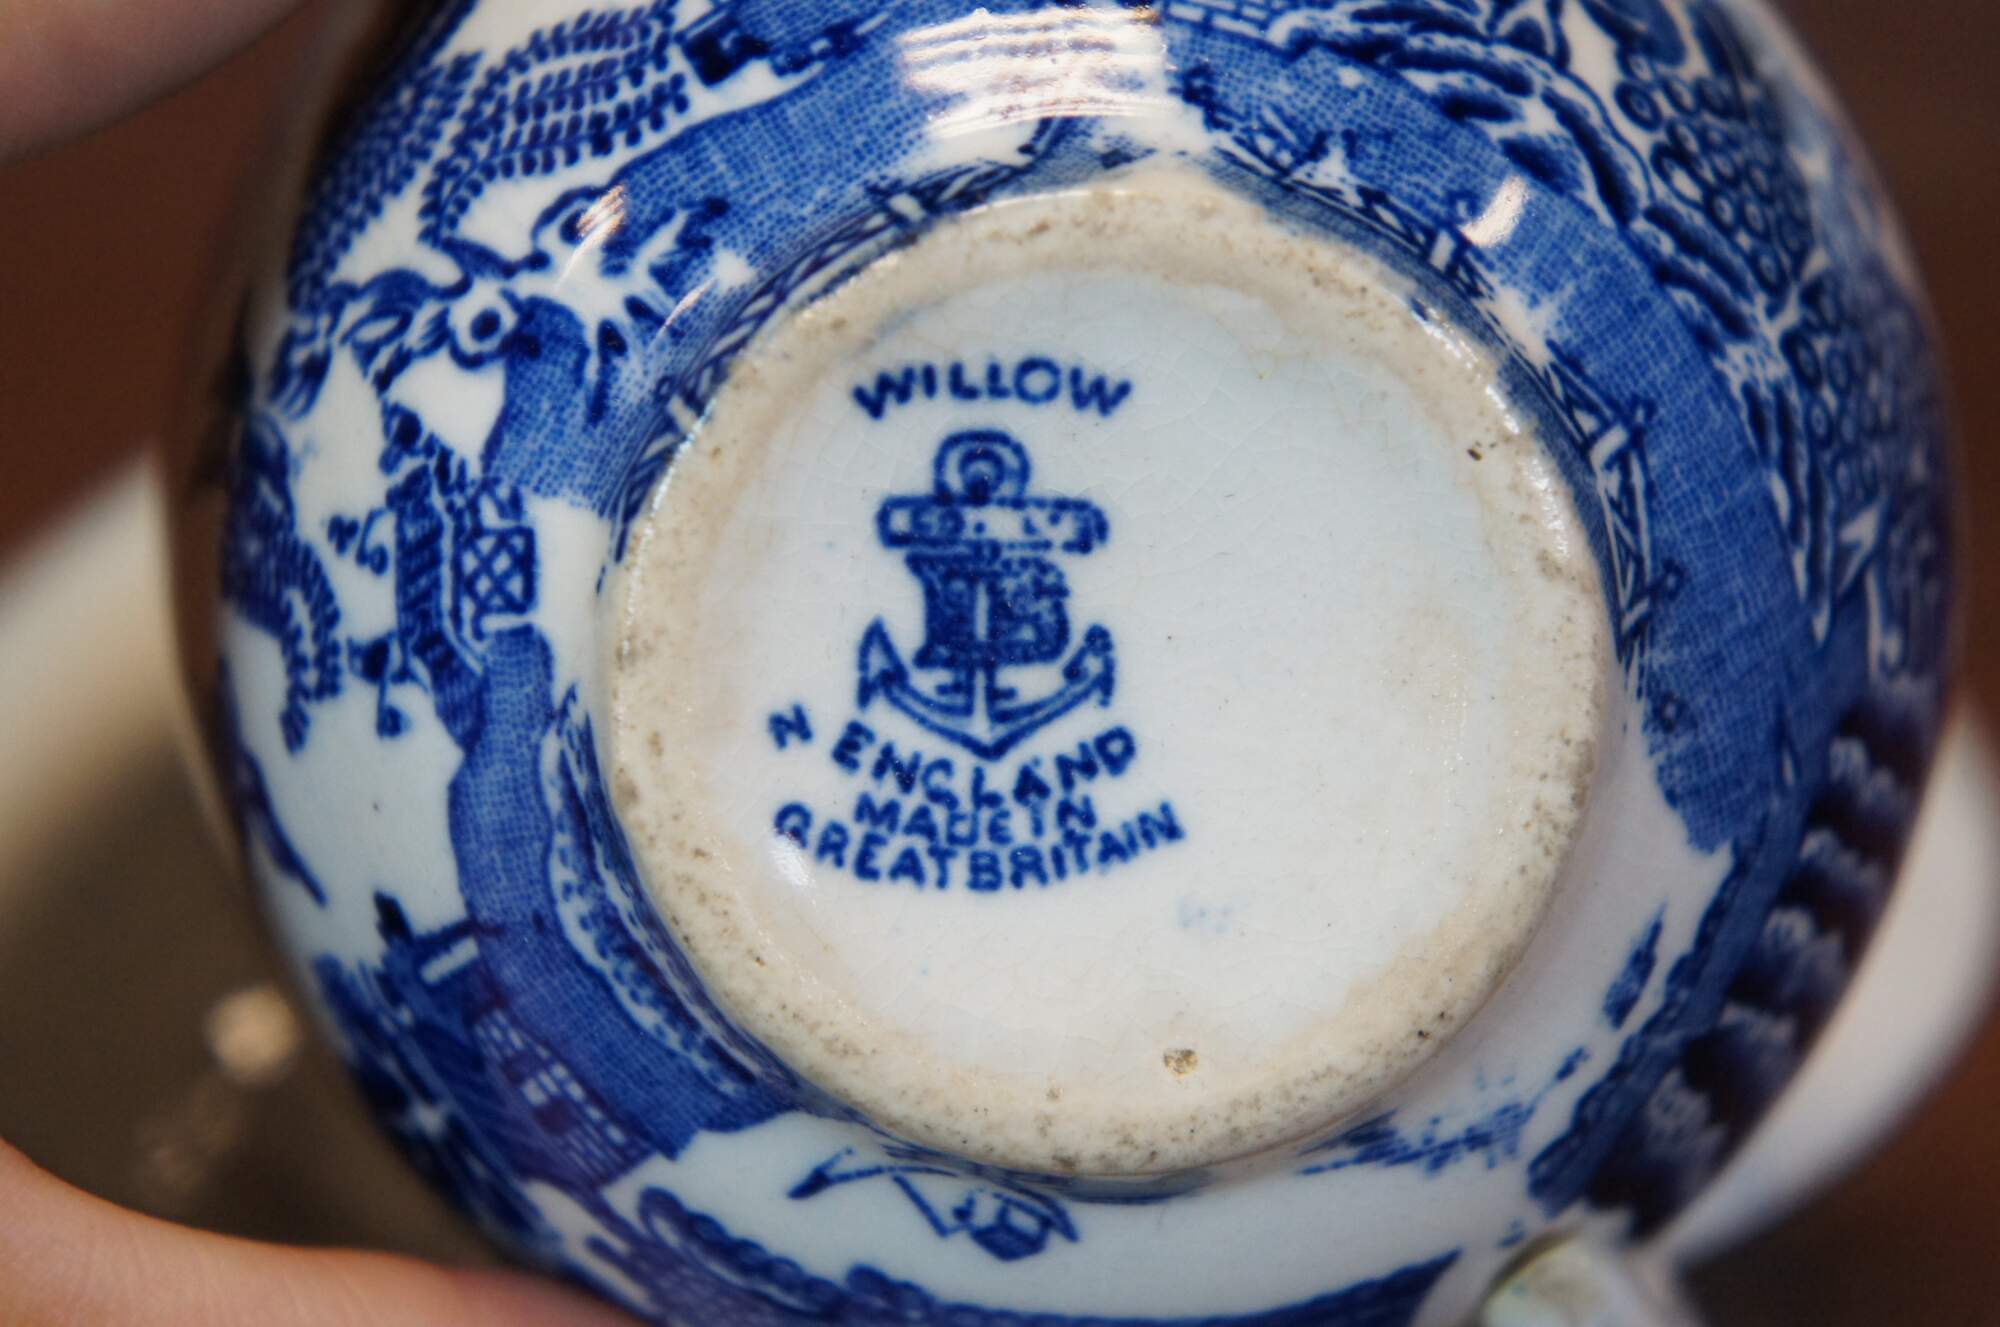 WILLOW
N ENGLAND
MADE IN
GREAT BRITAIN